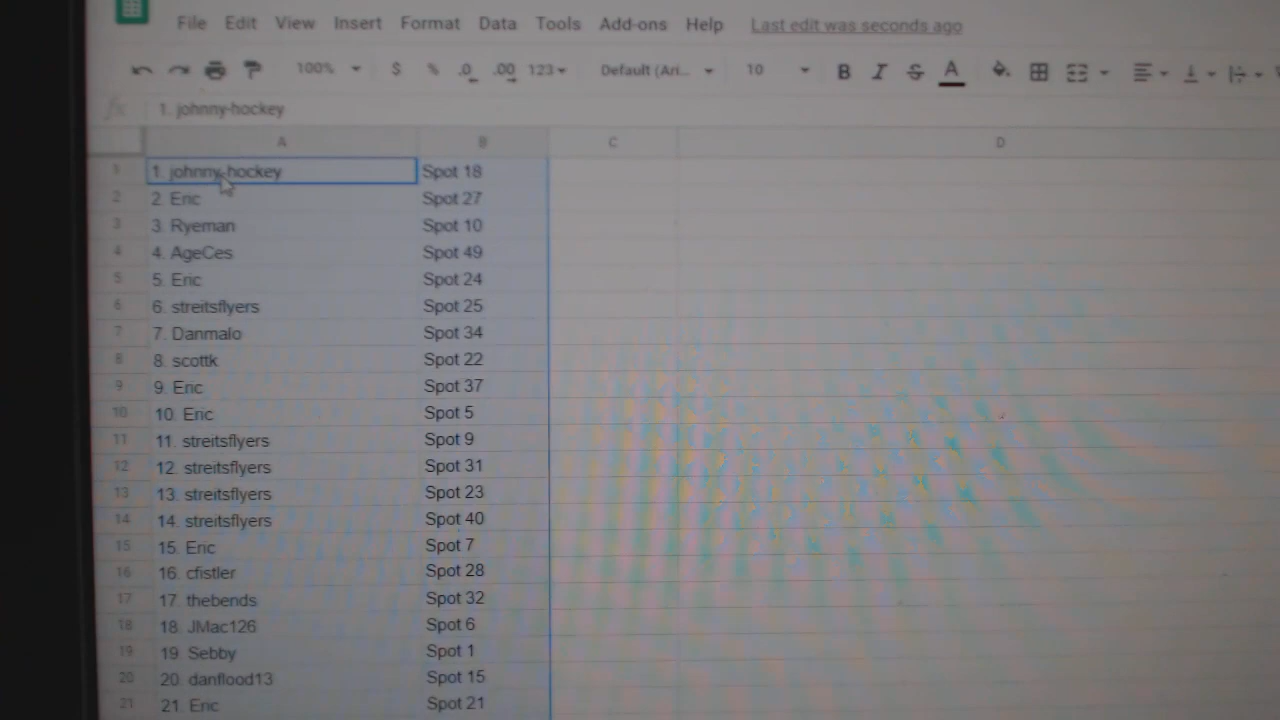 File Edit View Insert Format Data Tools Add-ons Help Last edit was seconds ago
100% $ % .0 .00 123 Default (Ari... 10 B I S A
fx 1. johnny-hockey
A B C D
1 1. johnny-hockey Spot 18
2 2. Eric Spot 27
3 3. Ryeman Spot 10
4 4. AgeCes Spot 49
5 5. Eric Spot 24
6 6. streitsflyers Spot 25
7 7. Danmalo Spot 34
8 8. scottk Spot 22
9 9. Eric Spot 37
10 10. Eric Spot 5
11 11. streitsflyers Spot 9
12 12. streitsflyers Spot 31
13 13. streitsflyers Spot 23
14 14. streitsflyers Spot 40
15 15. Eric Spot 7
16 16. cfistler Spot 28
17 17. thebends Spot 32
18 18. JMac126 Spot 6
19 19. Sebby Spot 1
20 20. danflood13 Spot 15
21 21. Eric Spot 21